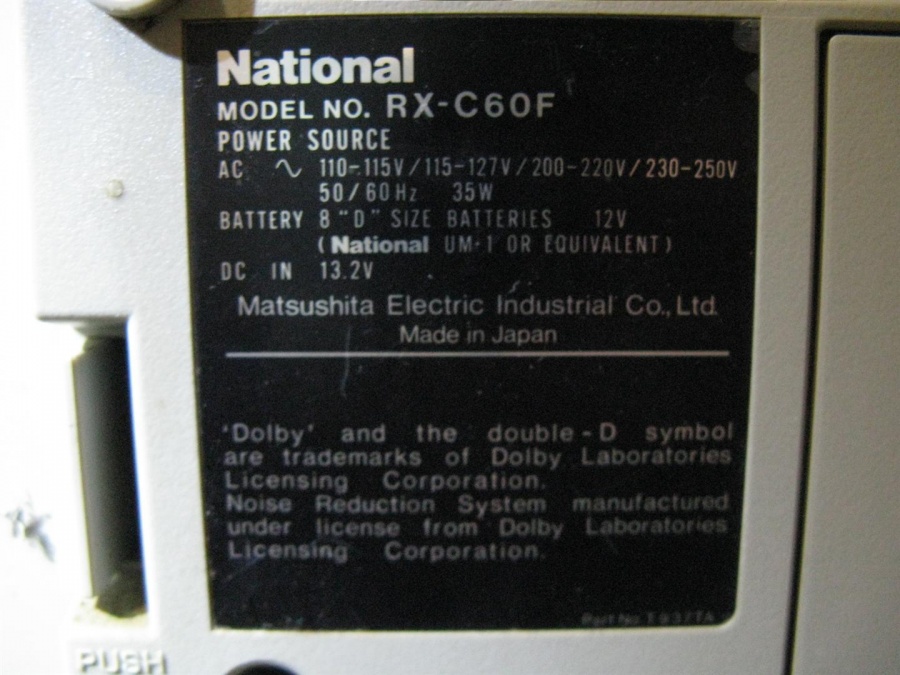 National
MODEL NO. RX-C60F
POWER SOURCE
AC ∿ 110-115V/115-127V/200-220V/230-250V
50/60Hz 35W
BATTERY 8 "D" SIZE BATTERIES 12V
(National UM-1 OR EQUIVALENT)
DC IN 13.2V
Matsushita Electric Industrial Co., Ltd.
Made in Japan
'Dolby' and the double-D symbol
are trademarks of Dolby Laboratories
Licensing Corporation.
Noise Reduction System manufactured
under license from Dolby Laboratories
Licensing Corporation.
Part No.
PUSH